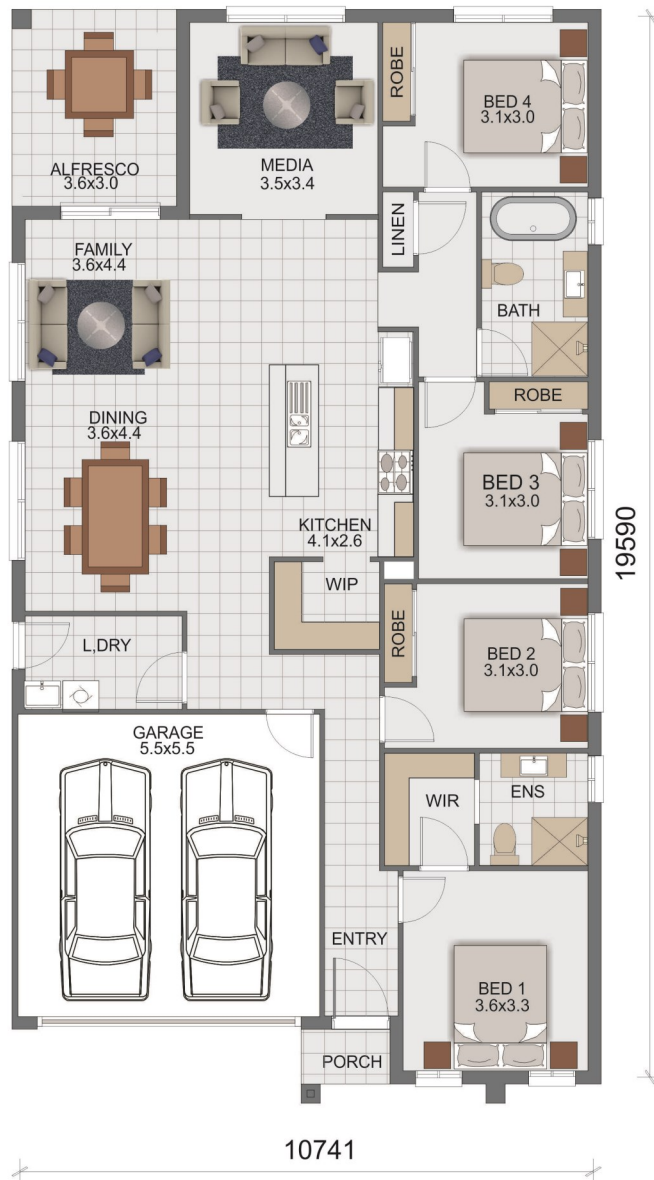 ROBE
BED 4
3.1x3.0
ALFRESCO
3.6x3.0
MEDIA
3.5x3.4
LINEN
FAMILY
3.6x4.4
BATH
ROBE
DINING
3.6x4.4
BED 3
3.1x3.0
KITCHEN
4.1x2.6
19590
WIP
ROBE
L,DRY
BED 2
3.1x3.0
GARAGE
5.5x5.5
WIR
ENS
ENTRY
BED 1
3.6x3.3
PORCH
10741